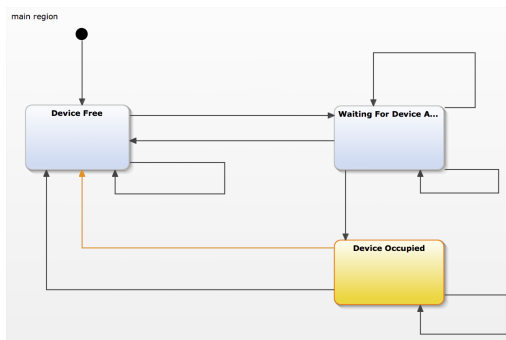 main region
Device Free
Waiting For Device A...
Device Occupied